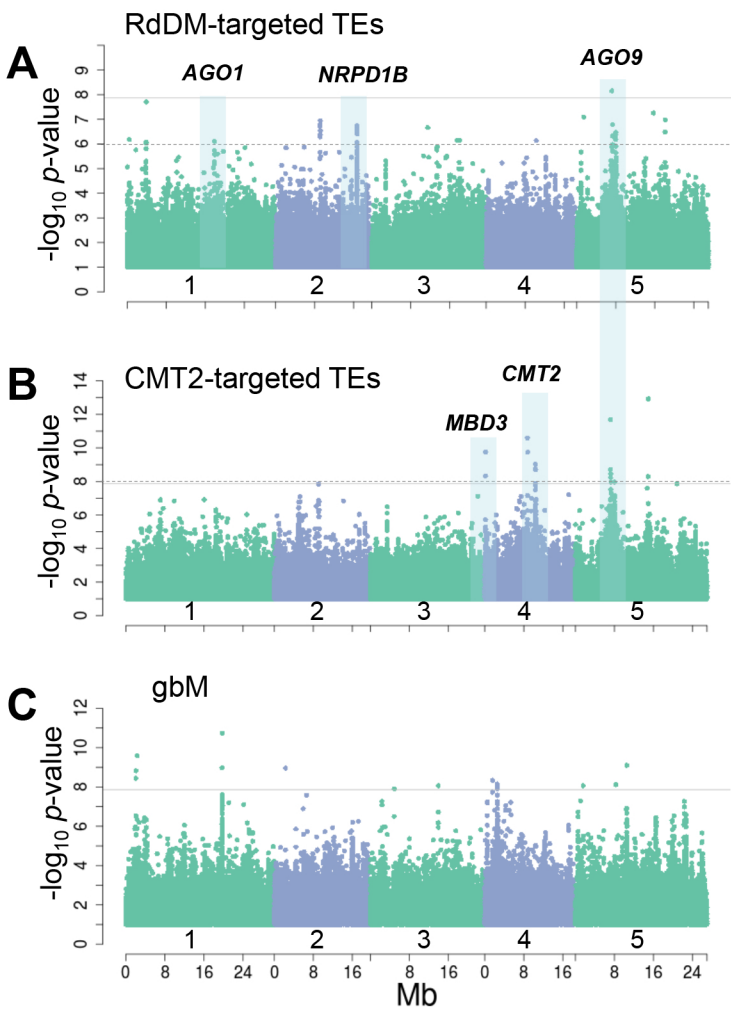 RdDM-targeted TEs
A
AGO1 NRPD1B AGO9
-log10 p-value
0 1 2 3 4 5 6 7 8 9
1 2 3 4 5
B
CMT2-targeted TEs
CMT2
MBD3
-log10 p-value
0 2 4 6 8 10 12 14
1 2 3 4 5
C
gbM
-log10 p-value
0 2 4 6 8 10 12
1 2 3 4 5
0 8 16 24 0 8 16 0 8 16 0 8 16 0 8 16 24
Mb